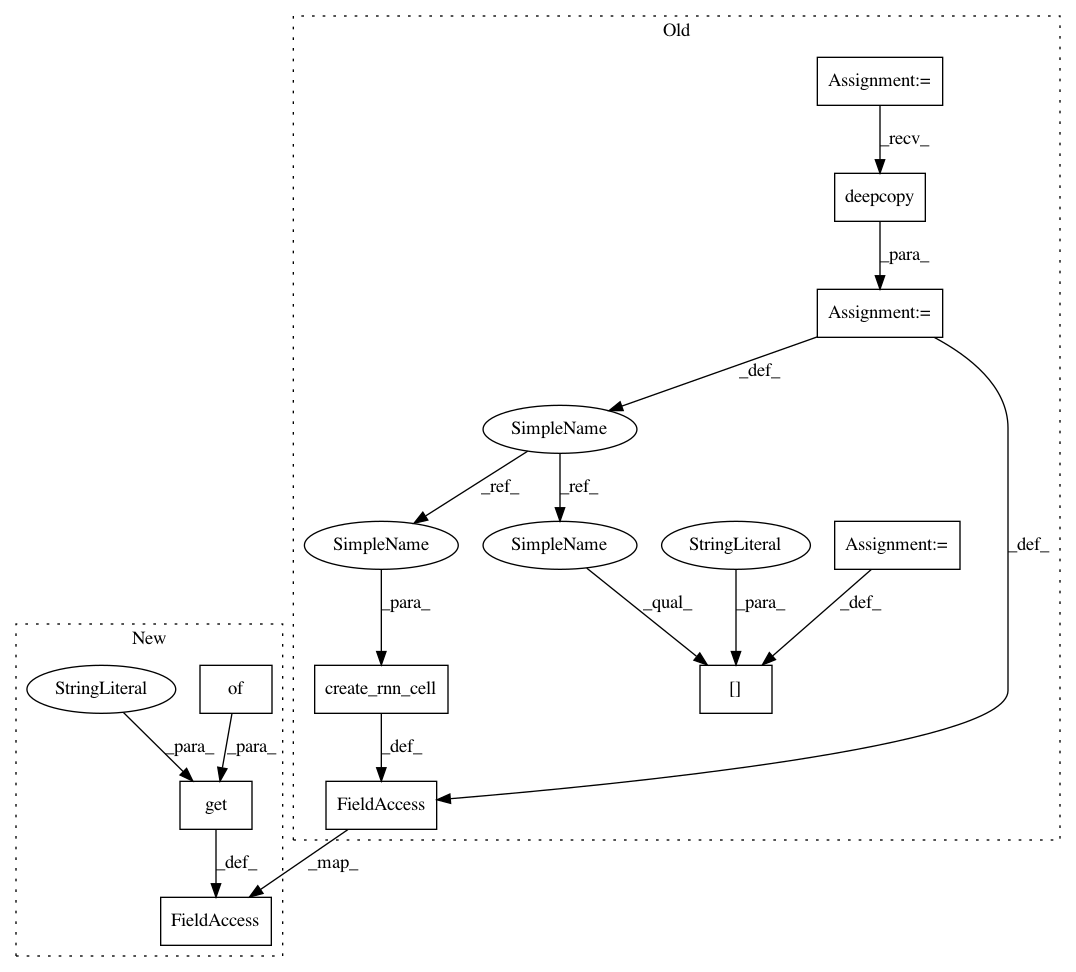 Old
Assignment:=
_recv_
deepcopy
_para_
Assignment:=
_def_
SimpleName
_ref_
_ref_
SimpleName
SimpleName
StringLiteral
Assignment:=
_def_
_para_
_qual_
_para_
_def_
New
StringLiteral
of
create_rnn_cell
[]
_para_
_para_
_def_
get
FieldAccess
_def_
_map_
FieldAccess